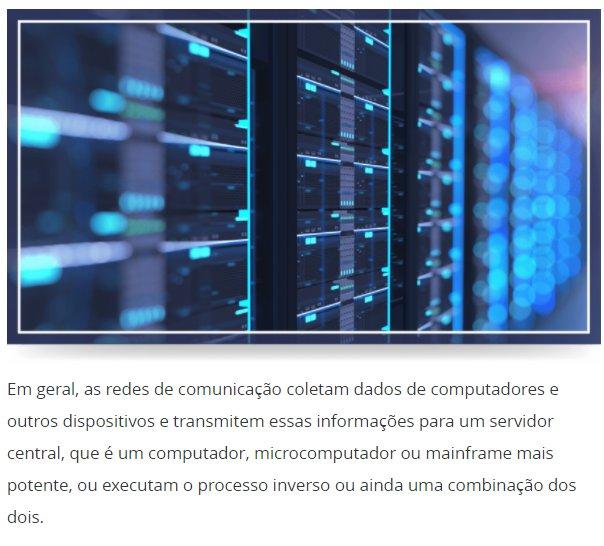 Em geral, as redes de comunicação coletam dados de computadores e
outros dispositivos e transmitem essas informações para um servidor
central, que é um computador, microcomputador ou mainframe mais
potente, ou executam o processo inverso ou ainda uma combinação dos
dois.